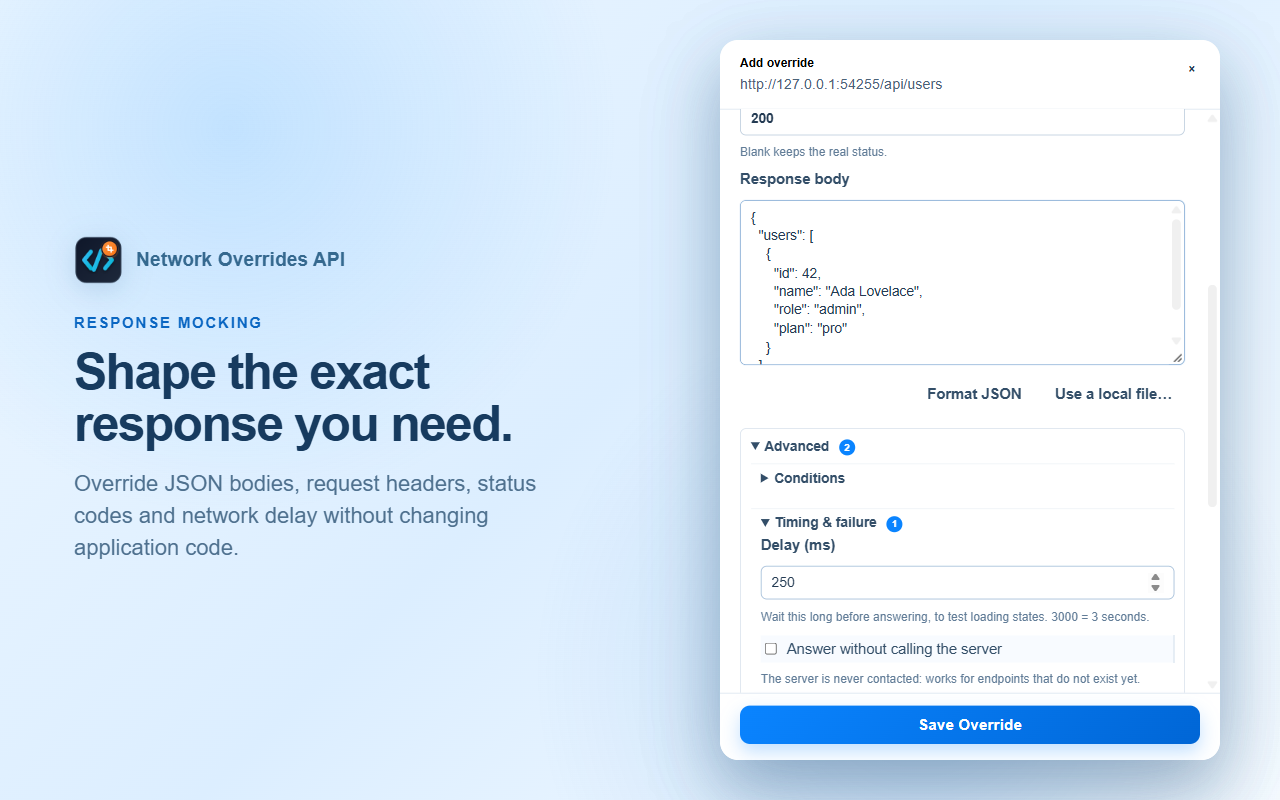 Network Overrides API
RESPONSE MOCKING
Shape the exact
response you need.
Override JSON bodies, request headers, status
codes and network delay without changing
application code.
Add override
×
http://127.0.0.1:54255/api/users
200
Blank keeps the real status.
Response body
{
"users": [
{
"id": 42,
"name": "Ada Lovelace",
"role": "admin",
"plan": "pro"
}
]
Format JSON
Use a local file…
Advanced 2
Conditions
Timing & failure 1
Delay (ms)
250
Wait this long before answering, to test loading states. 3000 = 3 seconds.
Answer without calling the server
The server is never contacted: works for endpoints that do not exist yet.
Save Override